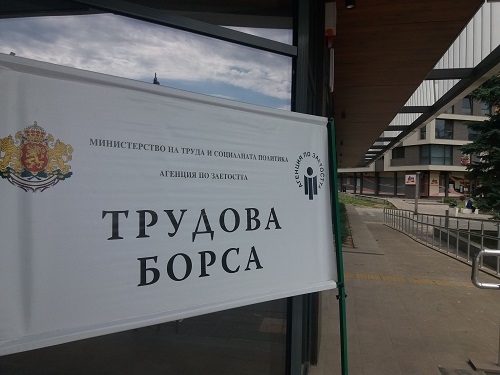 МИНИСТЕРСТВО НА ТРУДА И СОЦИАЛНАТА ПОЛИТИКА
АГЕНЦИЯ ПО ЗАЕТОСТТА
АГЕНЦИЯ ПО ЗАЕТОСТТА
ТРУДОВА
БОРСА